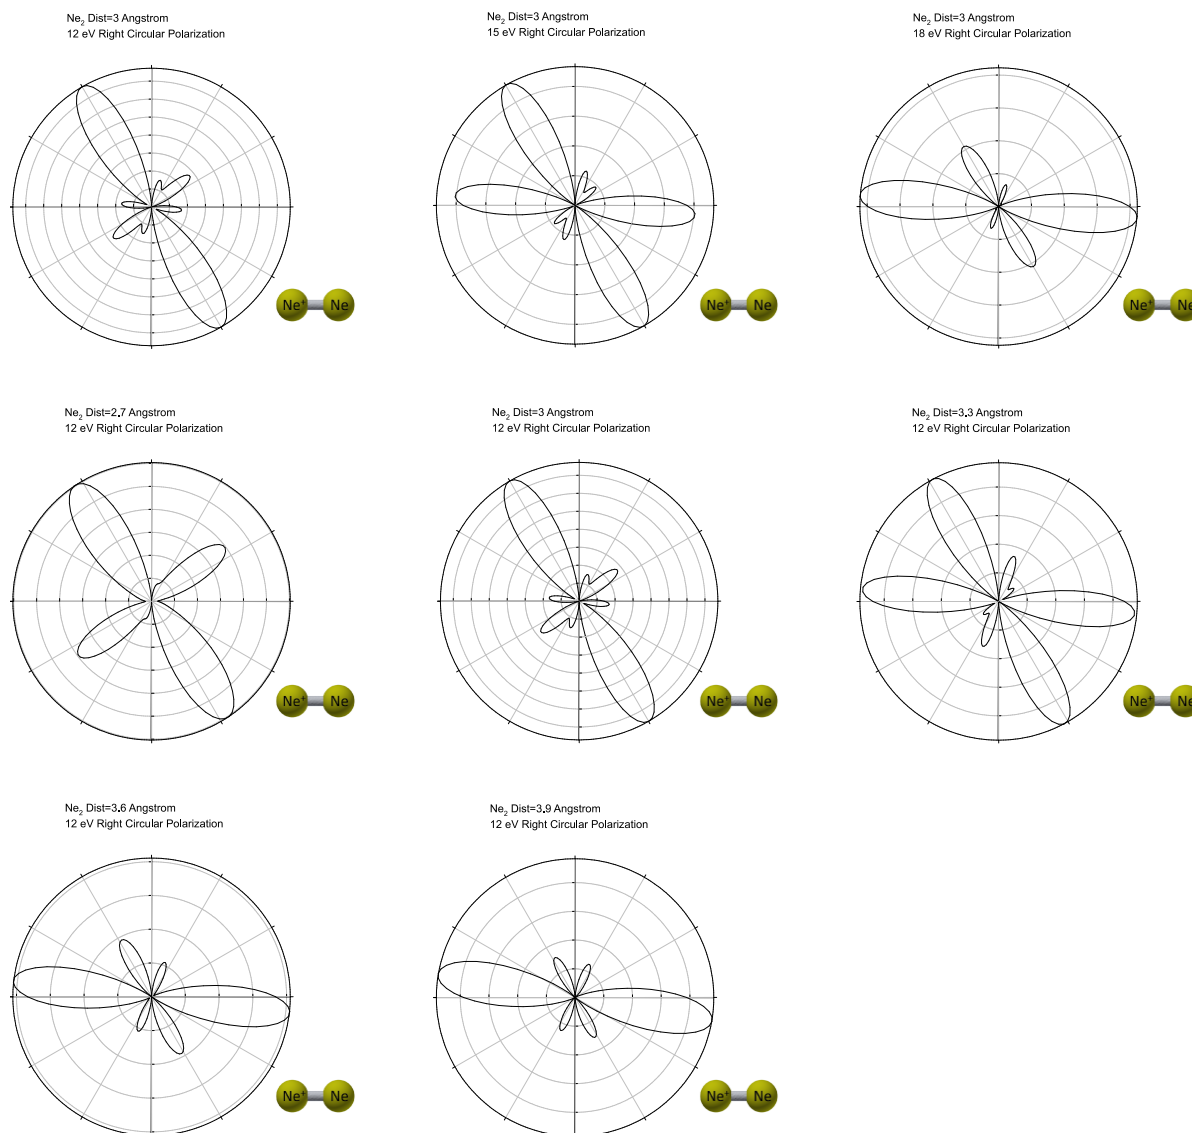 Ne₂ Dist=3 Angstrom
12 eV Right Circular Polarization
Ne⁺ Ne
Ne₂ Dist=3 Angstrom
15 eV Right Circular Polarization
Ne⁺ Ne
Ne₂ Dist=3 Angstrom
18 eV Right Circular Polarization
Ne⁺ Ne
Ne₂ Dist=2.7 Angstrom
12 eV Right Circular Polarization
Ne⁺ Ne
Ne₂ Dist=3 Angstrom
12 eV Right Circular Polarization
Ne⁺ Ne
Ne₂ Dist=3.3 Angstrom
12 eV Right Circular Polarization
Ne⁺ Ne
Ne₂ Dist=3.6 Angstrom
12 eV Right Circular Polarization
Ne⁺ Ne
Ne₂ Dist=3.9 Angstrom
12 eV Right Circular Polarization
Ne⁺ Ne